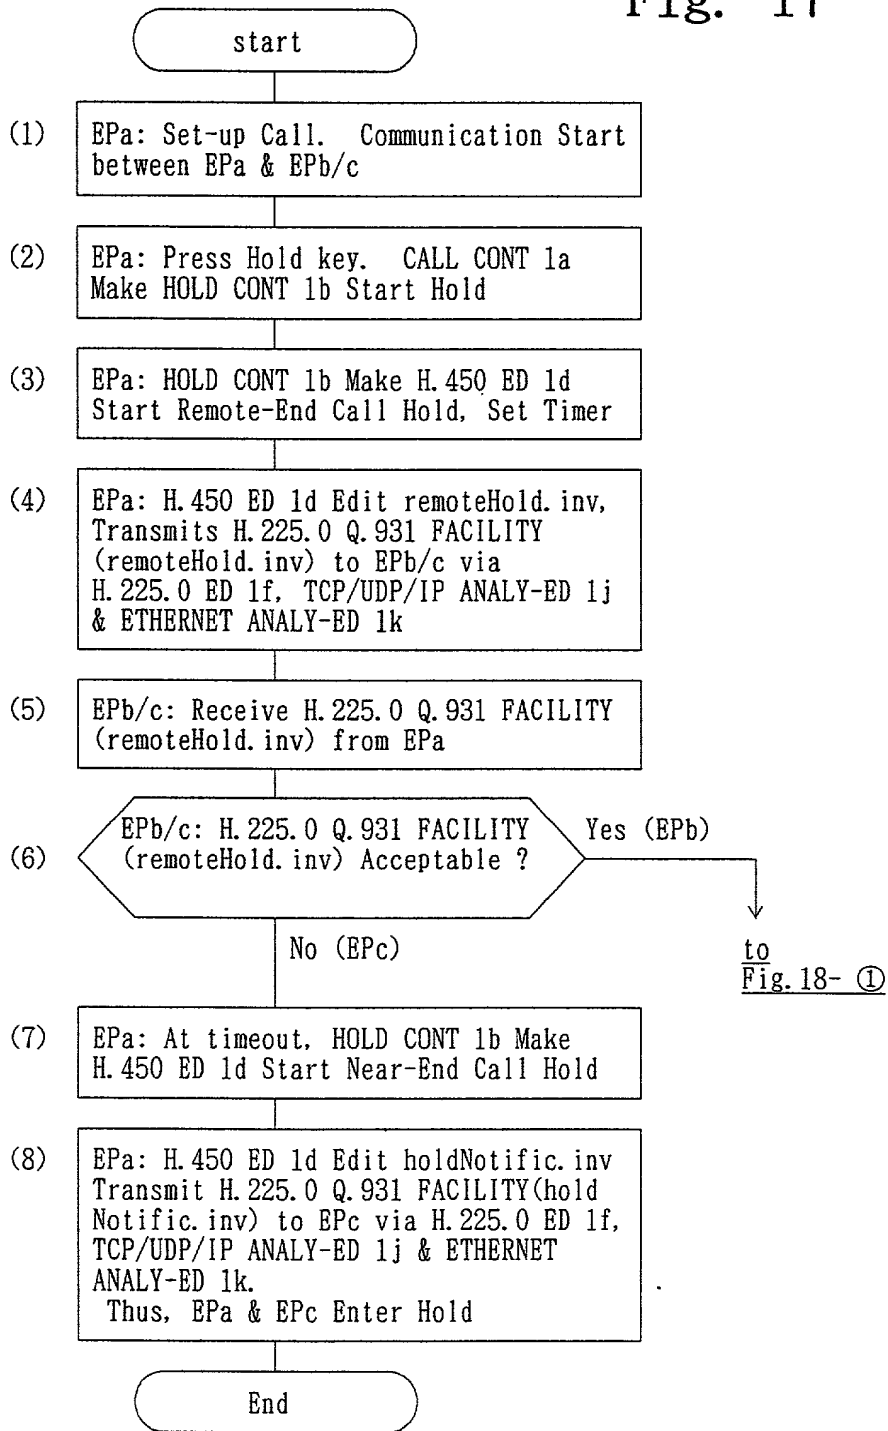 Fig. 17
start
(1) EPa: Set-up Call. Communication Start
between EPa & EPb/c
(2) EPa: Press Hold key. CALL CONT 1a
Make HOLD CONT 1b Start Hold
(3) EPa: HOLD CONT 1b Make H.450 ED 1d
Start Remote-End Call Hold, Set Timer
(4) EPa: H.450 ED 1d Edit remoteHold.inv,
Transmits H.225.0 Q.931 FACILITY
(remoteHold.inv) to EPb/c via
H.225.0 ED 1f, TCP/UDP/IP ANALY-ED 1j
& ETHERNET ANALY-ED 1k
(5) EPb/c: Receive H.225.0 Q.931 FACILITY
(remoteHold.inv) from EPa
EPb/c: H.225.0 Q.931 FACILITY
Yes (EPb)
(6) (remoteHold.inv) Acceptable ?
No (EPc)
to
Fig.18- ①
(7) EPa: At timeout, HOLD CONT 1b Make
H.450 ED 1d Start Near-End Call Hold
(8) EPa: H.450 ED 1d Edit holdNotific.inv
Transmit H.225.0 Q.931 FACILITY(hold
Notific.inv) to EPc via H.225.0 ED 1f,
TCP/UDP/IP ANALY-ED 1j & ETHERNET
ANALY-ED 1k.
Thus, EPa & EPc Enter Hold
End